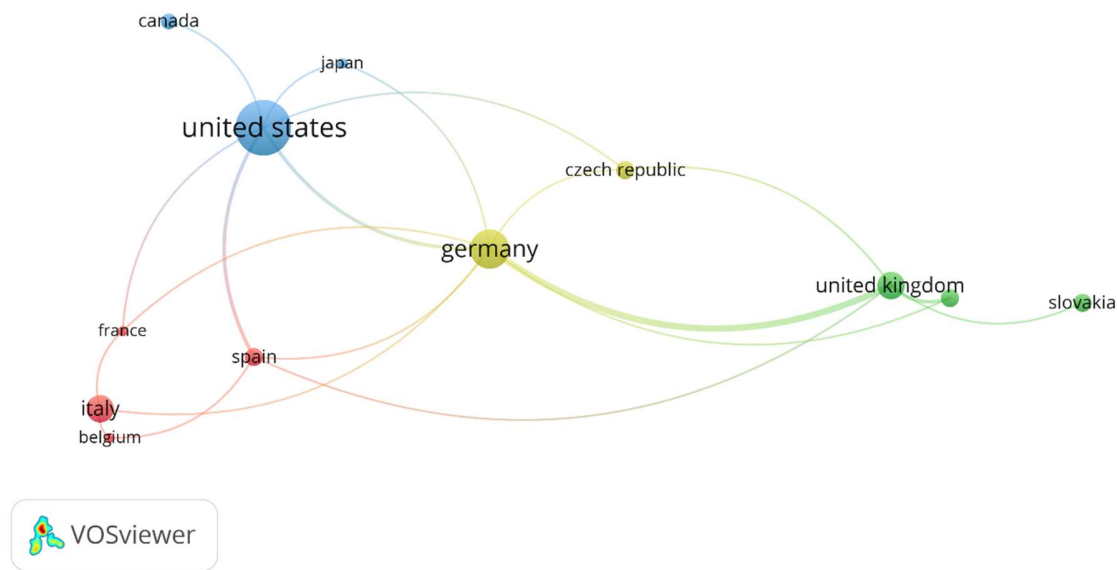 canada
japan
united states
czech republic
germany
united kingdom
slovakia
france
spain
italy
belgium
VOSviewer